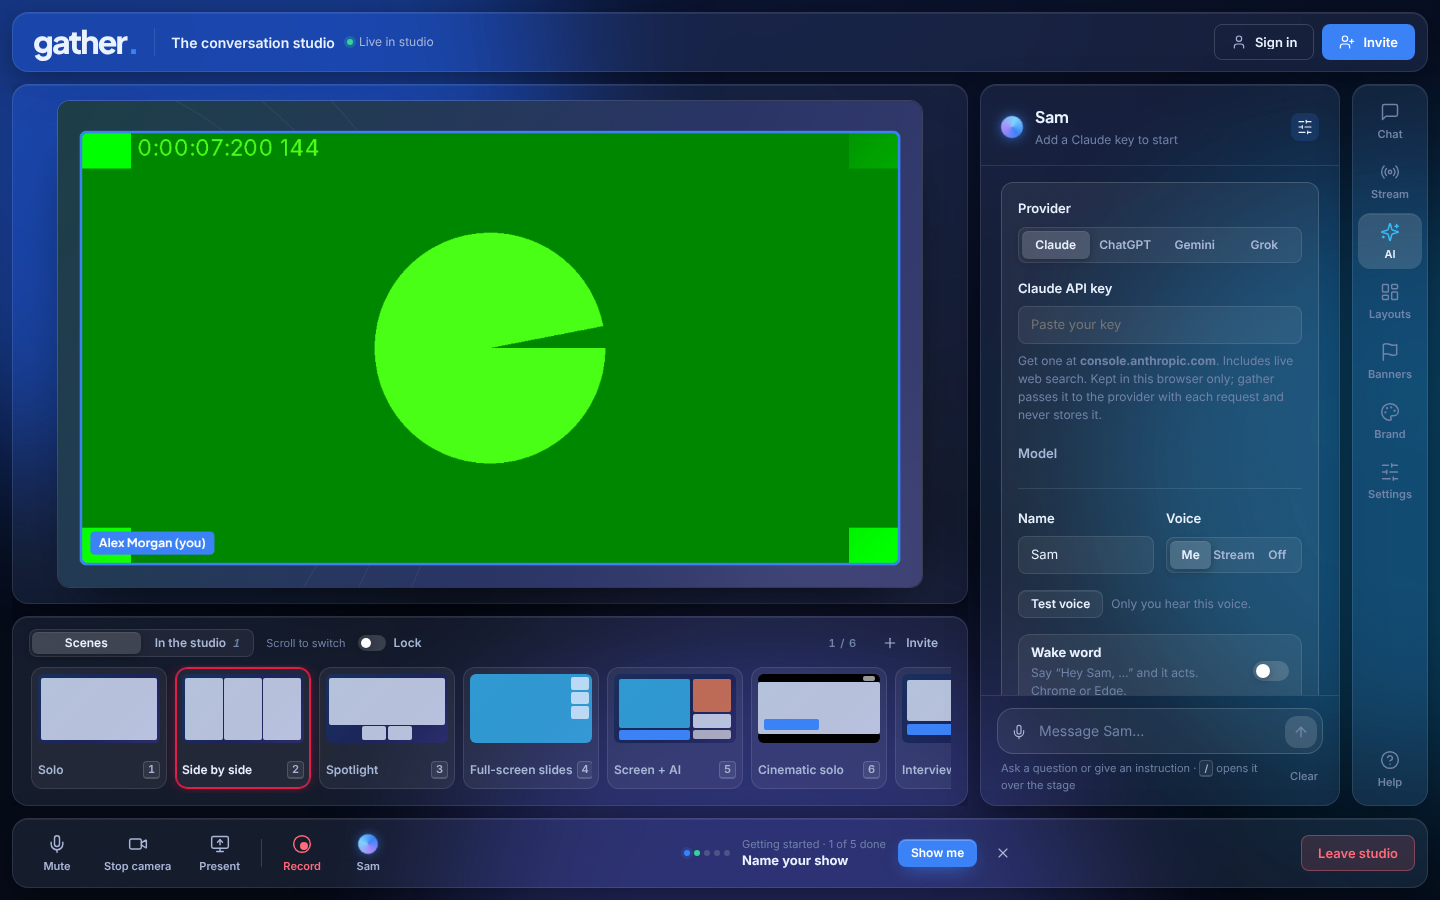 gather.
The conversation studio
Live in studio
Sign in
Invite
0:00:07:200 144
Alex Morgan (you)
Scenes
In the studio 1
Scroll to switch
Lock
1 / 6
Invite
Solo
1
Side by side
2
Spotlight
3
Full-screen slides
4
Screen + AI
5
Cinematic solo
6
Interview
Sam
Add a Claude key to start
Provider
Claude
ChatGPT
Gemini
Grok
Claude API key
Paste your key
Get one at console.anthropic.com. Includes live
web search. Kept in this browser only; gather
passes it to the provider with each request and
never stores it.
Model
Name
Voice
Sam
Me
Stream
Off
Test voice
Only you hear this voice.
Wake word
Say “Hey Sam, ...” and it acts.
Chrome or Edge.
Message Sam...
Ask a question or give an instruction · / opens it
over the stage
Clear
Chat
Stream
AI
Layouts
Banners
Brand
Settings
Help
Mute
Stop camera
Present
Record
Sam
Getting started · 1 of 5 done
Name your show
Show me
Leave studio